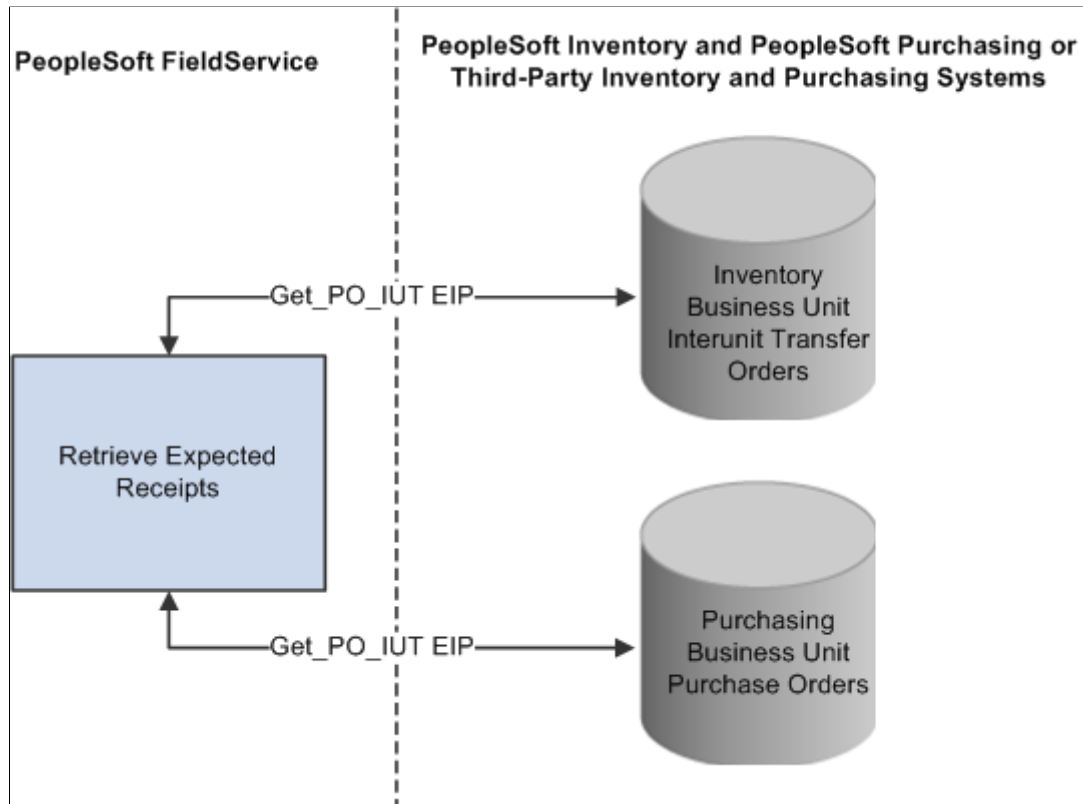 PeopleSoft FieldService
PeopleSoft Inventory and PeopleSoft Purchasing or
Third-Party Inventory and Purchasing Systems
Inventory
Business Unit
Interunit Transfer
Orders
Get_PO_IUT EIP
Retrieve Expected
Receipts
Get_PO_IUT EIP
Purchasing
Business Unit
Purchase Orders